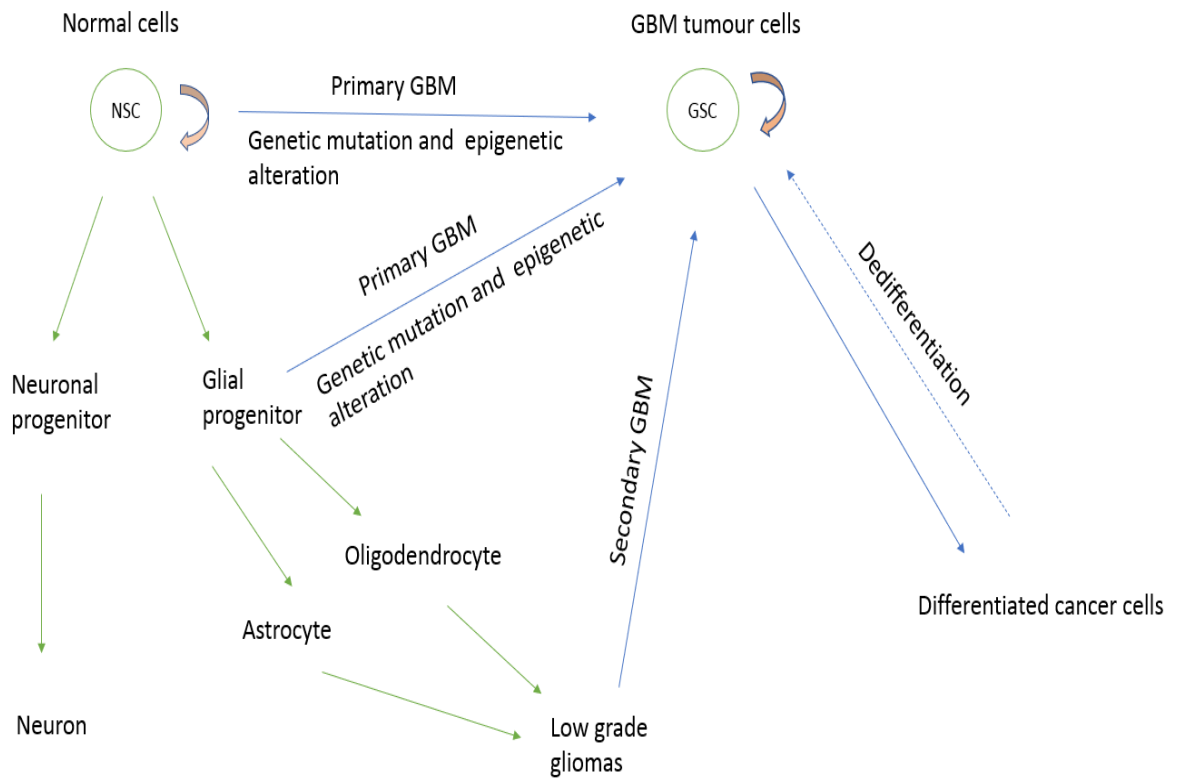 Normal cells
GBM tumour cells
NSC
Primary GBM
GSC
Genetic mutation and epigenetic
alteration
Primary GBM
Genetic mutation and epigenetic
alteration
Dedifferentiation
Neuronal
progenitor
Glial
progenitor
Secondary GBM
Oligodendrocyte
Differentiated cancer cells
Astrocyte
Neuron
Low grade
gliomas